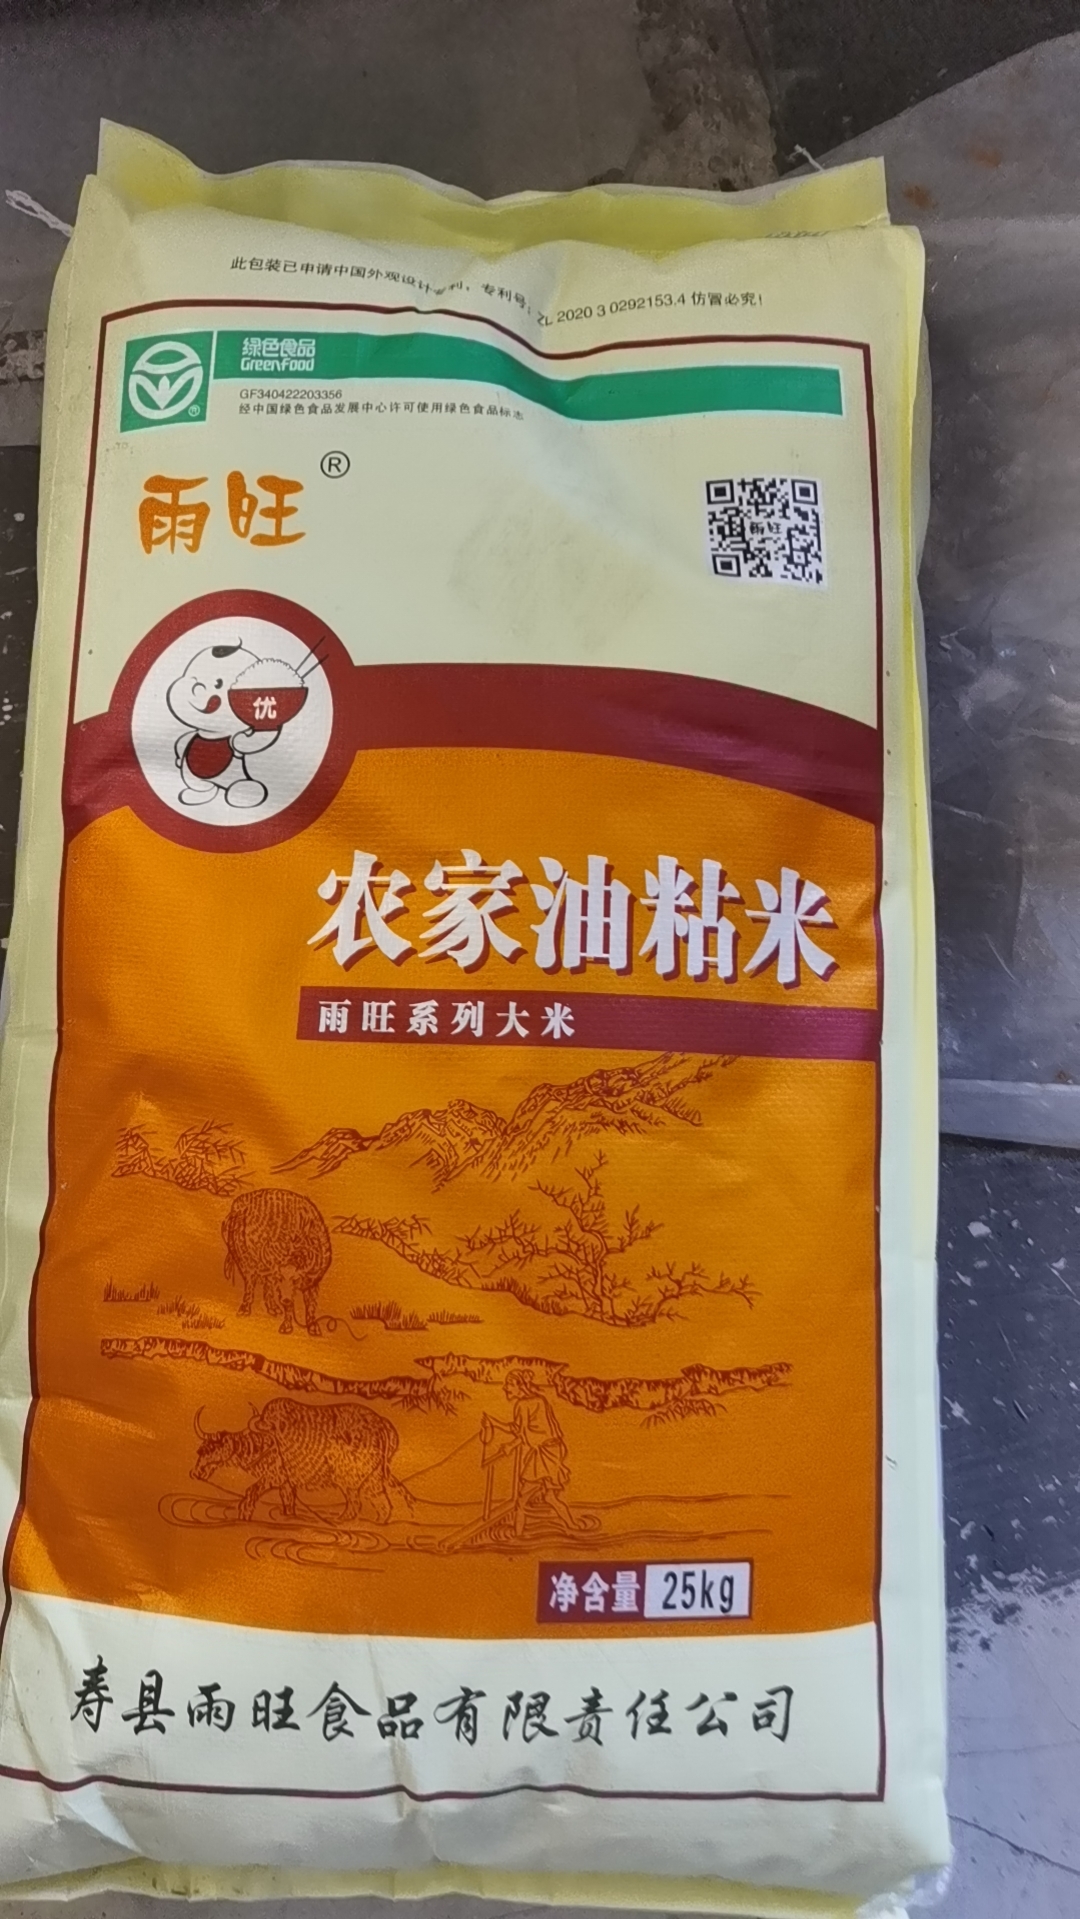 此包装已申请中国外观设计专利，专利号：ZL 2020 3 0292153.4 仿冒必究！
绿色食品
GreenFood
GF340422203356
经中国绿色食品发展中心许可使用绿色食品标志
雨旺®
雨旺
优
农家油粘米
雨旺系列大米
净含量 25kg
寿县雨旺食品有限责任公司